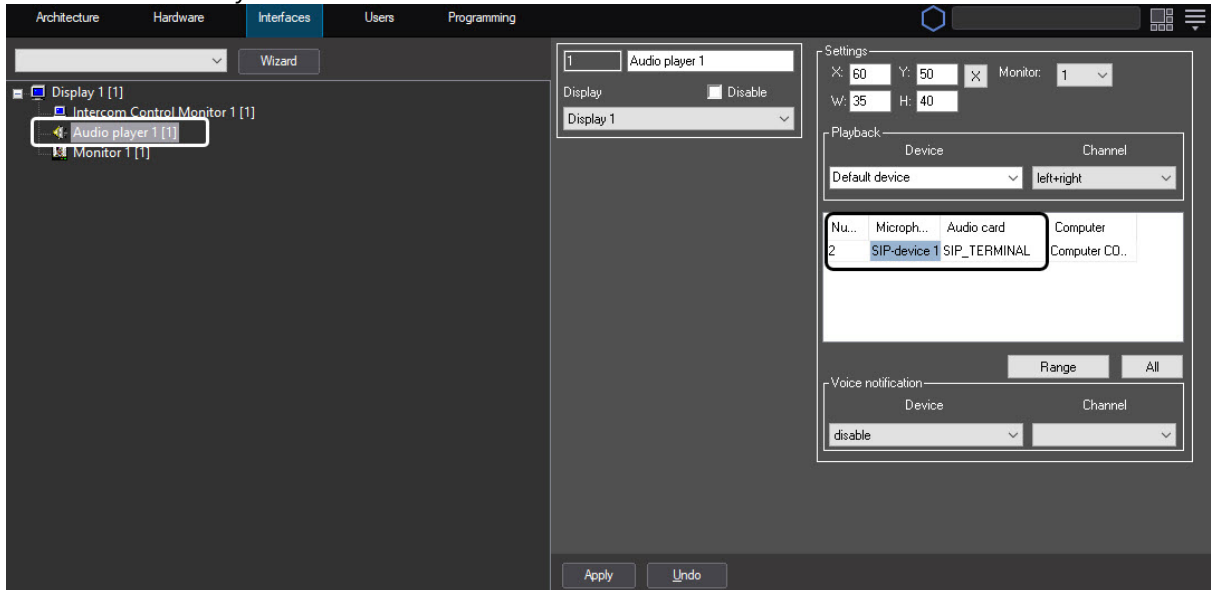 Architecture Hardware Interfaces Users Programming
Wizard
Display 1 [1]
Intercom Control Monitor 1 [1]
Audio player 1 [1]
Monitor 1 [1]
1 Audio player 1
Display Disable
Display 1
Settings
X: 60 Y: 50 X Monitor: 1
W: 35 H: 40
Playback
Device Channel
Default device left+right
Nu... Microph... Audio card Computer
2 SIP-device 1 SIP_TERMINAL Computer CO..
Range All
Voice notification
Device Channel
disable
Apply Undo